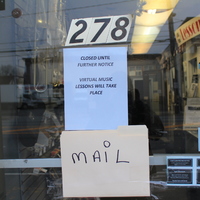 278
CLOSED UNTIL
FURTHER NOTICE
VIRTUAL MUSIC
LESSONS WILL TAKE
PLACE
MAiL